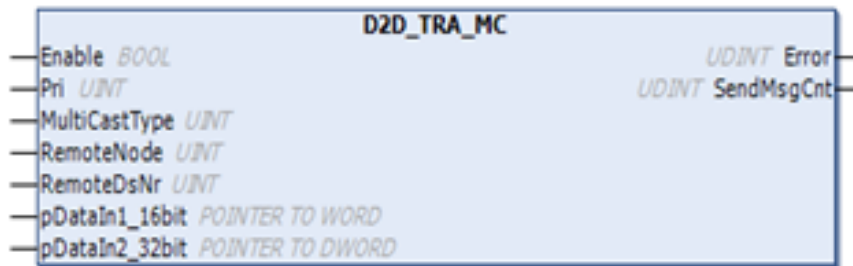 D2D_TRA_MC
Enable BOOL UDINT Error
Pri UINT UDINT SendMsgCnt
MultiCastType UINT
RemoteNode UINT
RemoteDsNr UINT
pDataIn1_16bit POINTER TO WORD
pDataIn2_32bit POINTER TO DWORD